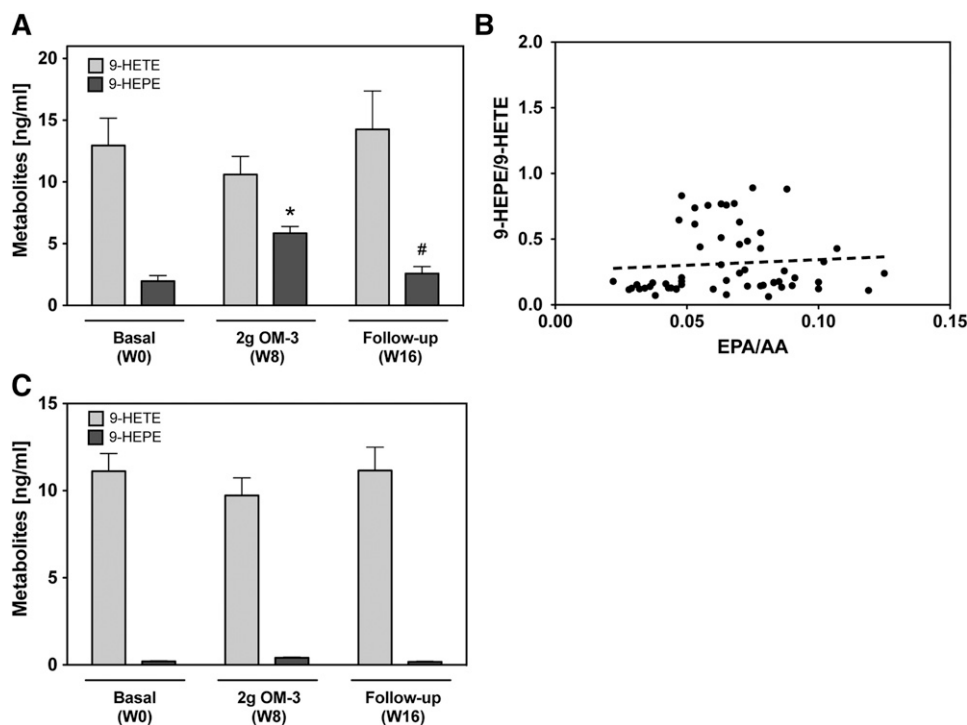 A
Metabolites [ng/ml]
20
15
10
5
0
9-HETE
9-HEPE
*
#
Basal
(W0)
2g OM-3
(W8)
Follow-up
(W16)
B
9-HEPE/9-HETE
2.0
1.5
1.0
0.5
0.0
0.00
0.05
0.10
0.15
EPA/AA
C
Metabolites [ng/ml]
15
10
5
0
9-HETE
9-HEPE
Basal
(W0)
2g OM-3
(W8)
Follow-up
(W16)